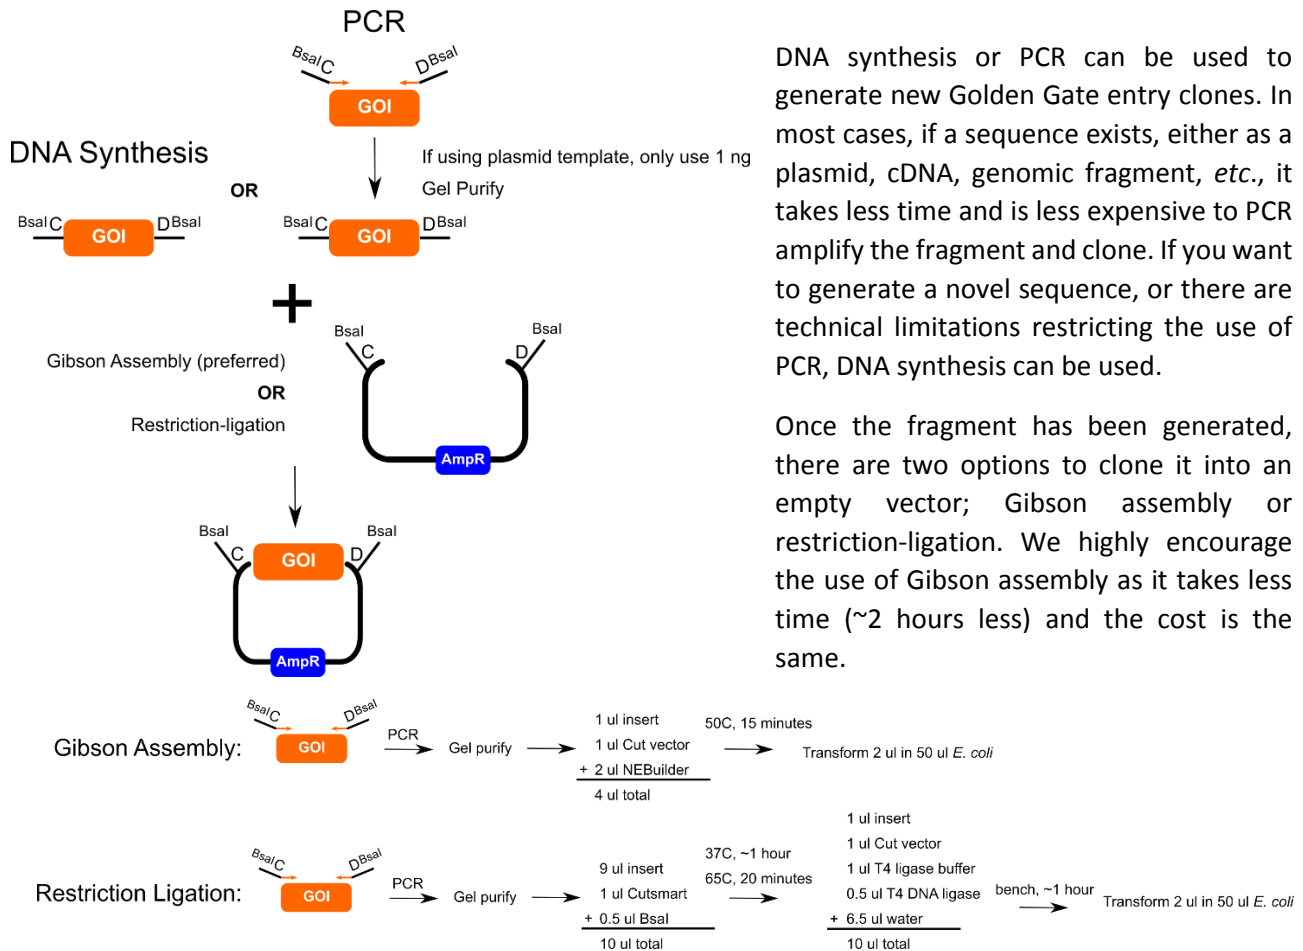 PCR
BsaI C
D BsaI
GOI
DNA Synthesis
OR
If using plasmid template, only use 1 ng
Gel Purify
BsaI C
GOI
D BsaI
BsaI C
GOI
D BsaI
+
Gibson Assembly (preferred)
OR
Restriction-ligation
BsaI
C
D
BsaI
AmpR
BsaI
C
GOI
D
BsaI
AmpR
DNA synthesis or PCR can be used to
generate new Golden Gate entry clones. In
most cases, if a sequence exists, either as a
plasmid, cDNA, genomic fragment, etc., it
takes less time and is less expensive to PCR
amplify the fragment and clone. If you want
to generate a novel sequence, or there are
technical limitations restricting the use of
PCR, DNA synthesis can be used.
Once the fragment has been generated,
there are two options to clone it into an
empty vector; Gibson assembly or
restriction-ligation. We highly encourage
the use of Gibson assembly as it takes less
time (~2 hours less) and the cost is the
same.
Gibson Assembly:
BsaI C
D BsaI
GOI
PCR
Gel purify
1 ul insert
1 ul Cut vector
+ 2 ul NEBuilder
4 ul total
50C, 15 minutes
Transform 2 ul in 50 ul E. coli
Restriction Ligation:
BsaI C
D BsaI
GOI
PCR
Gel purify
9 ul insert
1 ul Cutsmart
+ 0.5 ul BsaI
10 ul total
37C, ~1 hour
65C, 20 minutes
1 ul insert
1 ul Cut vector
1 ul T4 ligase buffer
0.5 ul T4 DNA ligase
+ 6.5 ul water
10 ul total
bench, ~1 hour
Transform 2 ul in 50 ul E. coli